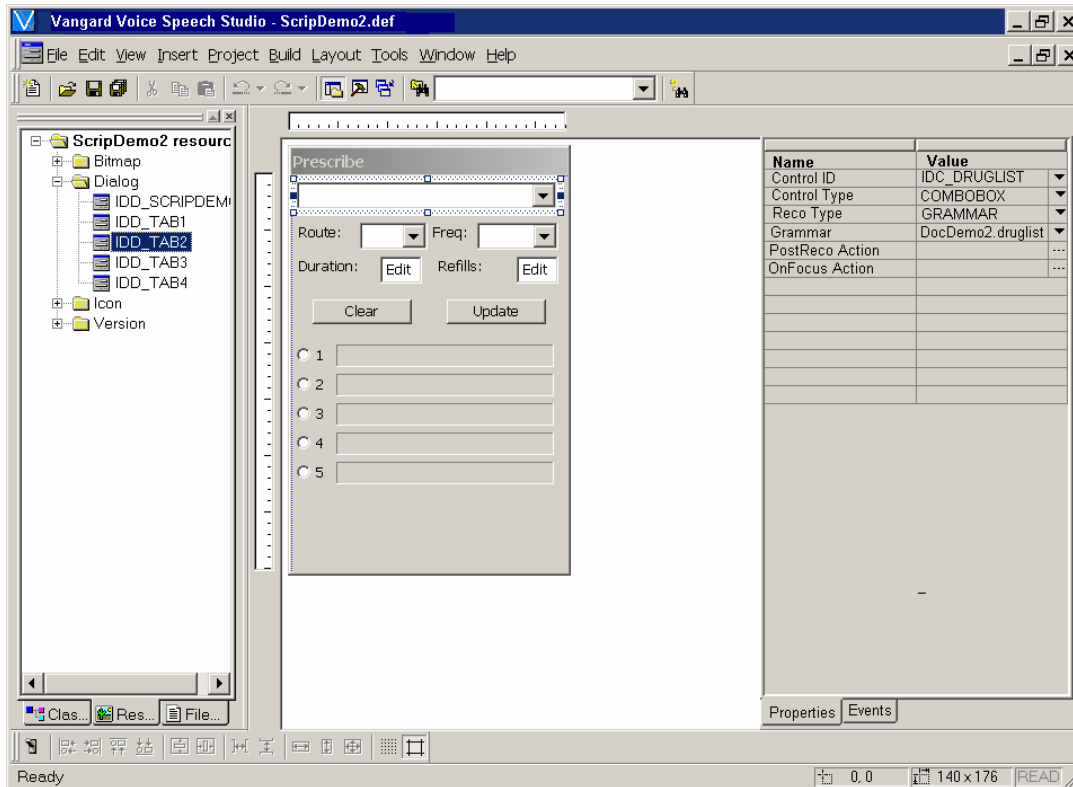 Vangard Voice Speech Studio - ScripDemo2.def
File Edit View Insert Project Build Layout Tools Window Help
ScripDemo2 resourc
Bitmap
Dialog
IDD_SCRIPDEM
IDD_TAB1
IDD_TAB2
IDD_TAB3
IDD_TAB4
Icon
Version
Clas... Res... File...
Prescribe
Route: Freq:
Duration: Edit Refills: Edit
Clear Update
1
2
3
4
5
Name Value
Control ID IDC_DRUGLIST
Control Type COMBOBOX
Reco Type GRAMMAR
Grammar DocDemo2.druglist
PostReco Action ...
OnFocus Action ...
Properties Events
Ready 0, 0 140 x 176 READ